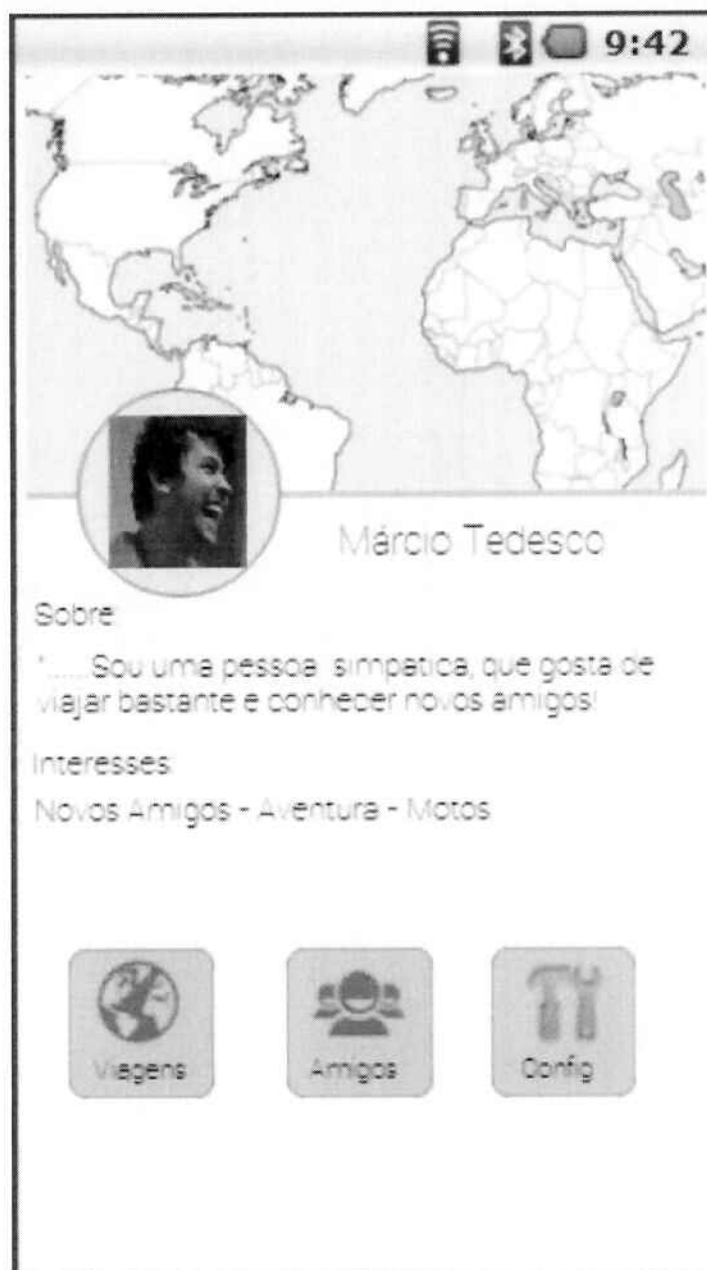 9:42
Márcio Tedesco
Sobre:
"......Sou uma pessoa simpatica, que gosta de
viajar bastante e conhecer novos amigos!
Interesses:
Novos Amigos - Aventura - Motos
Viagens
Amigos
Config